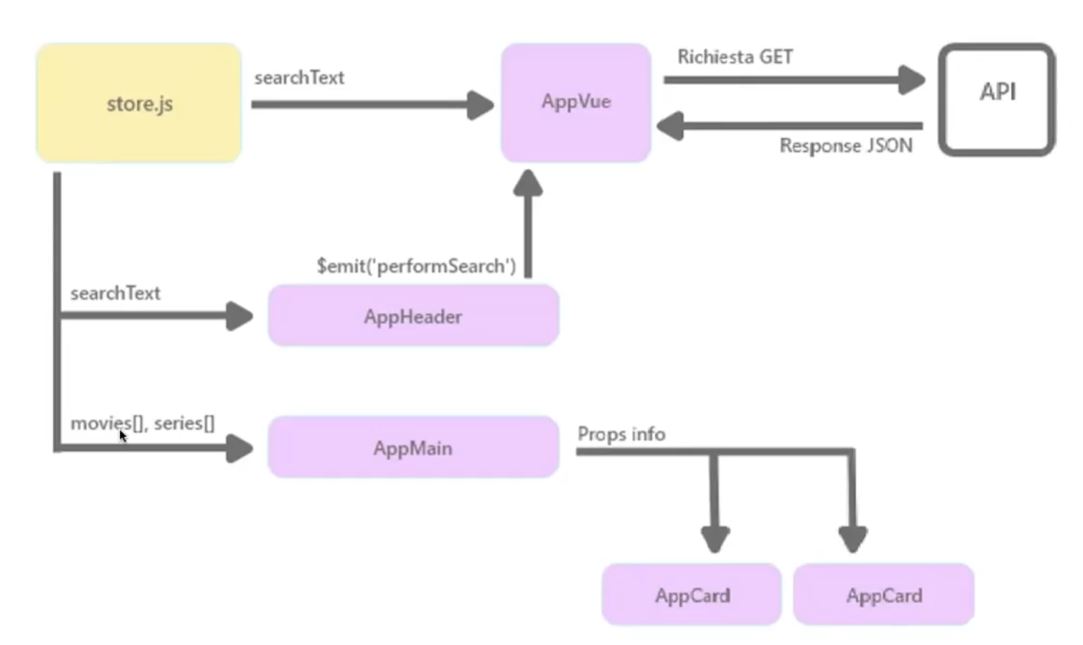 store.js
searchText
AppVue
Richiesta GET
API
Response JSON
$emit('performSearch')
searchText
AppHeader
movies[], series[]
AppMain
Props info
AppCard
AppCard